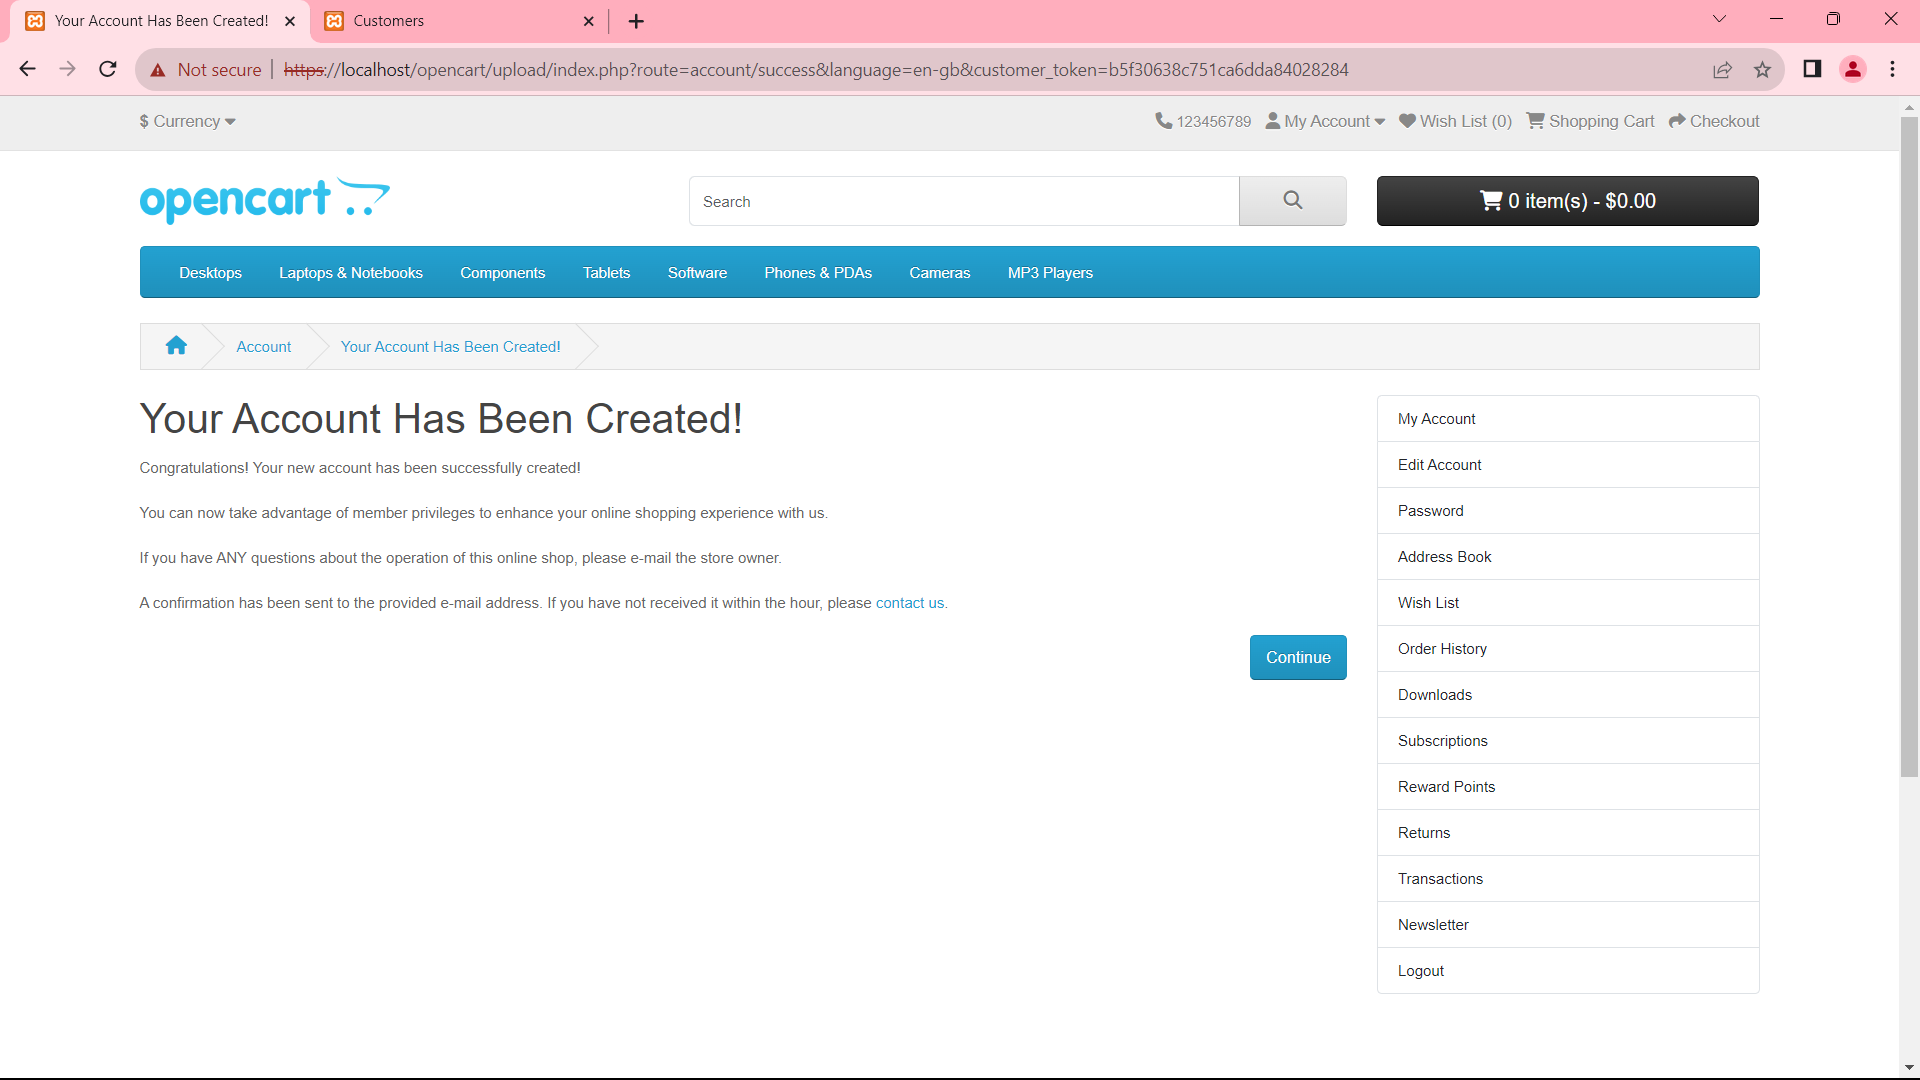 Your Account Has Been Created!
Customers
Not secure
https://localhost/opencart/upload/index.php?route=account/success&language=en-gb&customer_token=b5f30638c751ca6dda84028284
$ Currency
123456789
My Account
Wish List (0)
Shopping Cart
Checkout
opencart
Search
0 item(s) - $0.00
Desktops
Laptops & Notebooks
Components
Tablets
Software
Phones & PDAs
Cameras
MP3 Players
Account
Your Account Has Been Created!
Your Account Has Been Created!
Congratulations! Your new account has been successfully created!
You can now take advantage of member privileges to enhance your online shopping experience with us.
If you have ANY questions about the operation of this online shop, please e-mail the store owner.
A confirmation has been sent to the provided e-mail address. If you have not received it within the hour, please contact us.
Continue
My Account
Edit Account
Password
Address Book
Wish List
Order History
Downloads
Subscriptions
Reward Points
Returns
Transactions
Newsletter
Logout